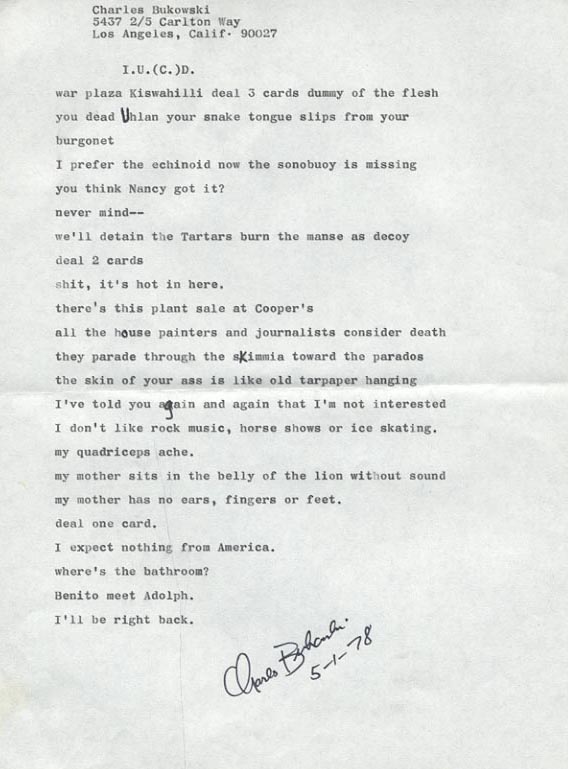 Charles Bukowski
5437 2/5 Carlton Way
Los Angeles, Calif. 90027
I.U.(C.)D.
war plaza Kiswahilli deal 3 cards dummy of the flesh
you dead Uhlan your snake tongue slips from your
burgonet
I prefer the echinoid now the sonobuoy is missing
you think Nancy got it?
never mind--
we'll detain the Tartars burn the manse as decoy
deal 2 cards
shit, it's hot in here.
there's this plant sale at Cooper's
all the house painters and journalists consider death
they parade through the sKimmia toward the parados
the skin of your ass is like old tarpaper hanging
I've told you again and again that I'm not interested
I don't like rock music, horse shows or ice skating.
my quadriceps ache.
my mother sits in the belly of the lion without sound
my mother has no ears, fingers or feet.
deal one card.
I expect nothing from America.
where's the bathroom?
Benito meet Adolph.
I'll be right back.
Charles Bukowski
5-1-78